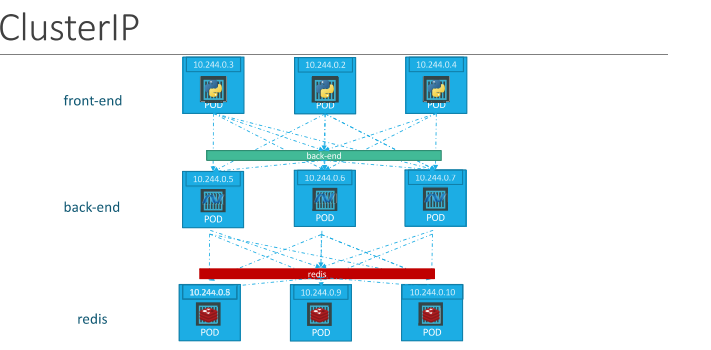 ClusterIP
10.244.0.3
10.244.0.2
10.244.0.4
front-end
POD
POD
POD
back-end
10.244.0.5
10.244.0.6
10.244.0.7
back-end
POD
POD
POD
redis
10.244.0.8
10.244.0.9
10.244.0.10
redis
POD
POD
POD